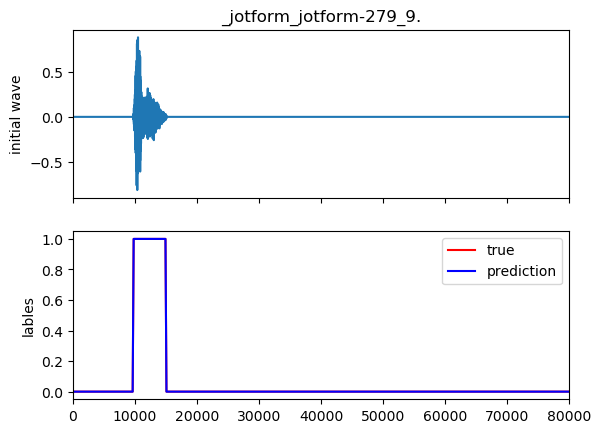 _jotform_jotform-279_9.
initial wave
0.5
0.0
−0.5
lables
1.0
0.8
0.6
0.4
0.2
0.0
true
prediction
0 10000 20000 30000 40000 50000 60000 70000 80000